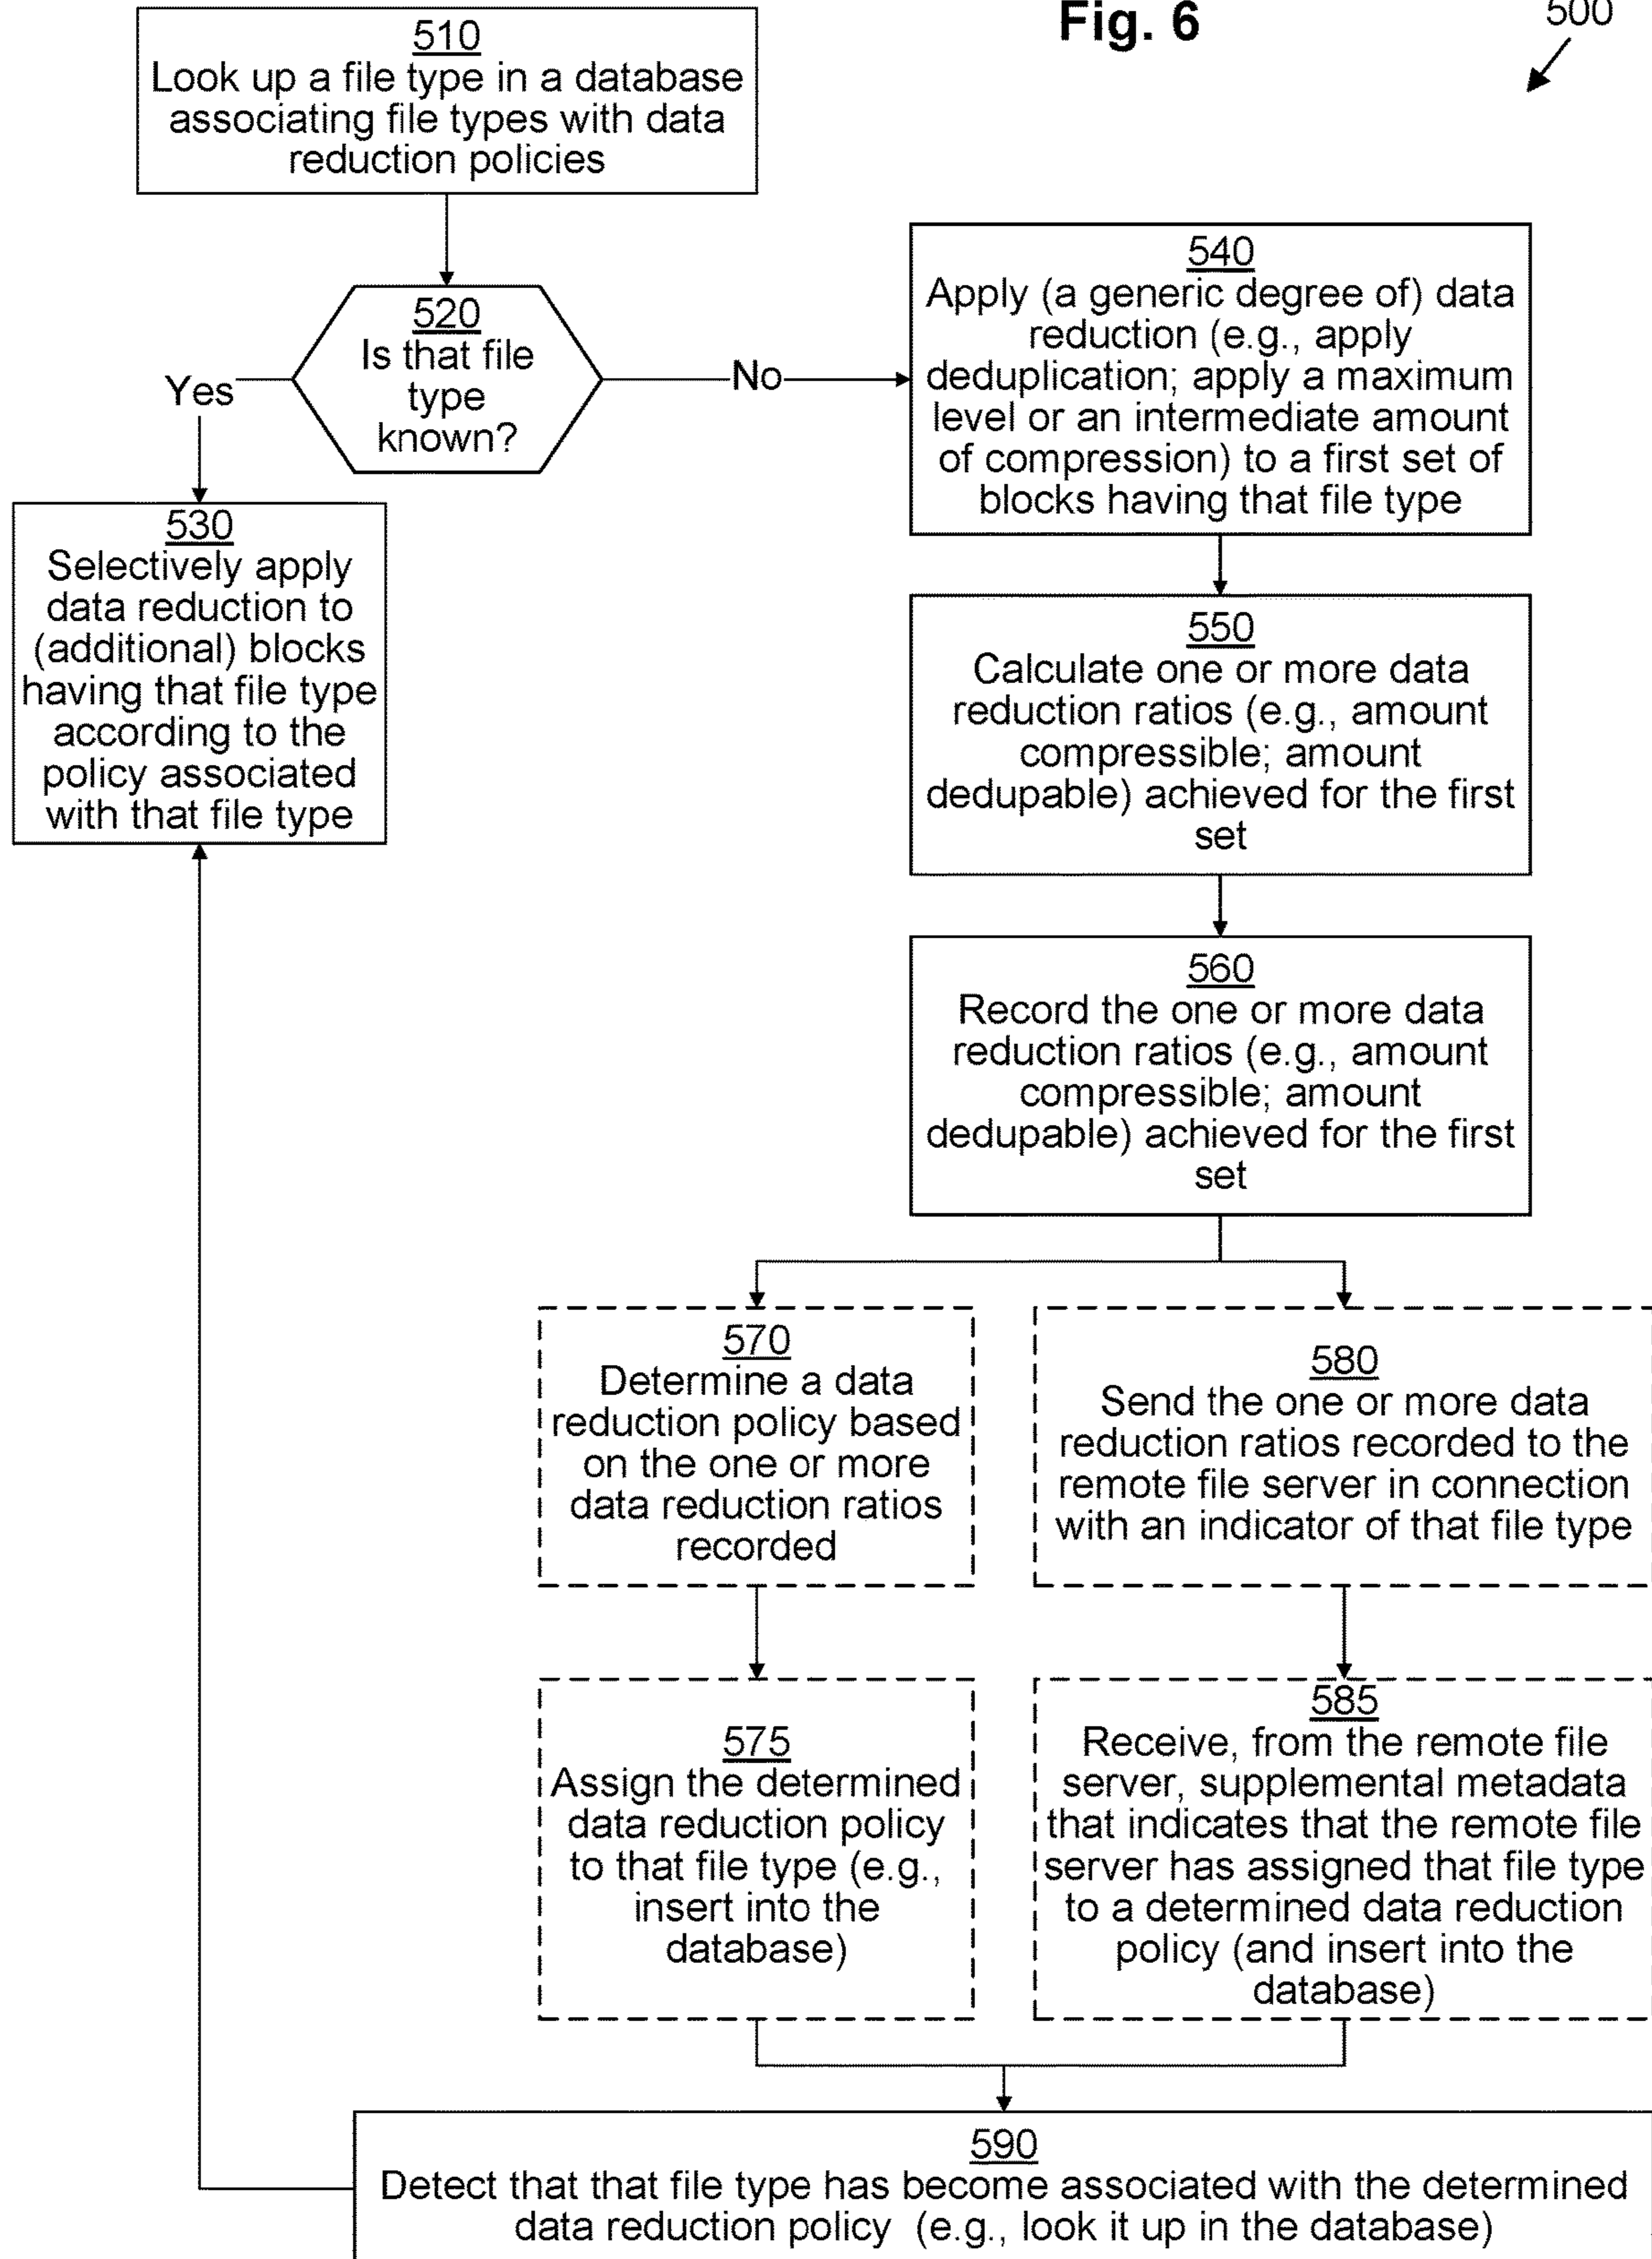 Fig. 6
500
510
Look up a file type in a database
associating file types with data
reduction policies
520
Is that file
type
known?
Yes
No
530
Selectively apply
data reduction to
(additional) blocks
having that file type
according to the
policy associated
with that file type
540
Apply (a generic degree of) data
reduction (e.g., apply
deduplication; apply a maximum
level or an intermediate amount
of compression) to a first set of
blocks having that file type
550
Calculate one or more data
reduction ratios (e.g., amount
compressible; amount
dedupable) achieved for the first
set
560
Record the one or more data
reduction ratios (e.g., amount
compressible; amount
dedupable) achieved for the first
set
570
Determine a data
reduction policy based
on the one or more
data reduction ratios
recorded
580
Send the one or more data
reduction ratios recorded to the
remote file server in connection
with an indicator of that file type
575
Assign the determined
data reduction policy
to that file type (e.g.,
insert into the
database)
585
Receive, from the remote file
server, supplemental metadata
that indicates that the remote file
server has assigned that file type
to a determined data reduction
policy (and insert into the
database)
590
Detect that that file type has become associated with the determined
data reduction policy (e.g., look it up in the database)